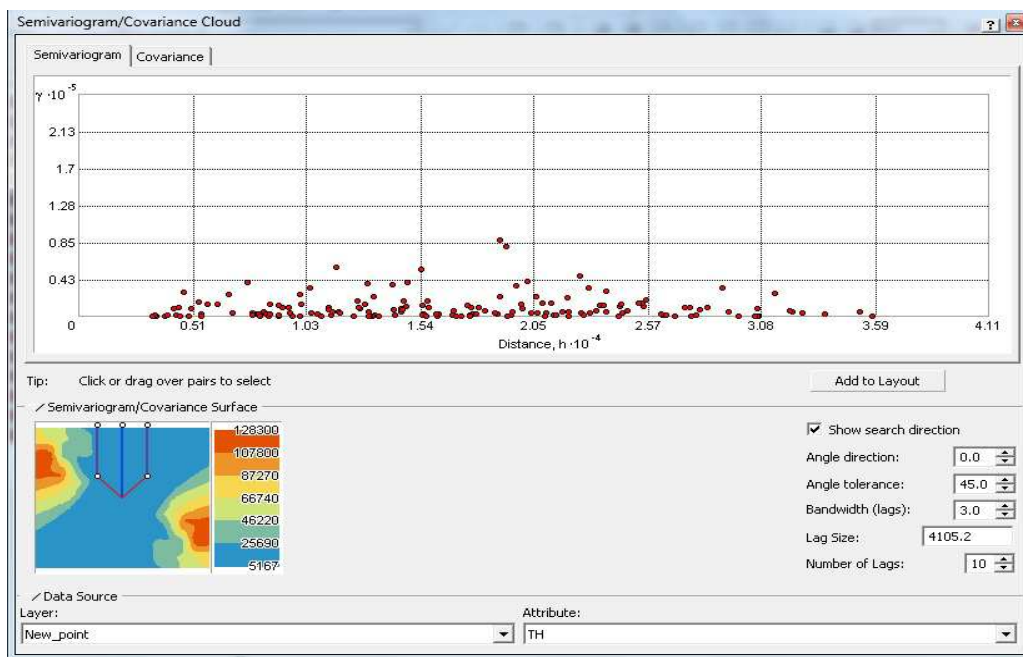 Semivariogram/Covariance Cloud
?
Semivariogram Covariance
γ ·10 -5
2.13
1.7
1.28
0.85
0.43
0 0.51 1.03 1.54 2.05 2.57 3.08 3.59 4.11
Distance, h ·10 -4
Tip: Click or drag over pairs to select
Add to Layout
Semivariogram/Covariance Surface
128300
107800
87270
66740
46220
25690
5167
Show search direction
Angle direction: 0.0
Angle tolerance: 45.0
Bandwidth (lags): 3.0
Lag Size: 4105.2
Number of Lags: 10
Data Source
Layer: Attribute:
New_point TH